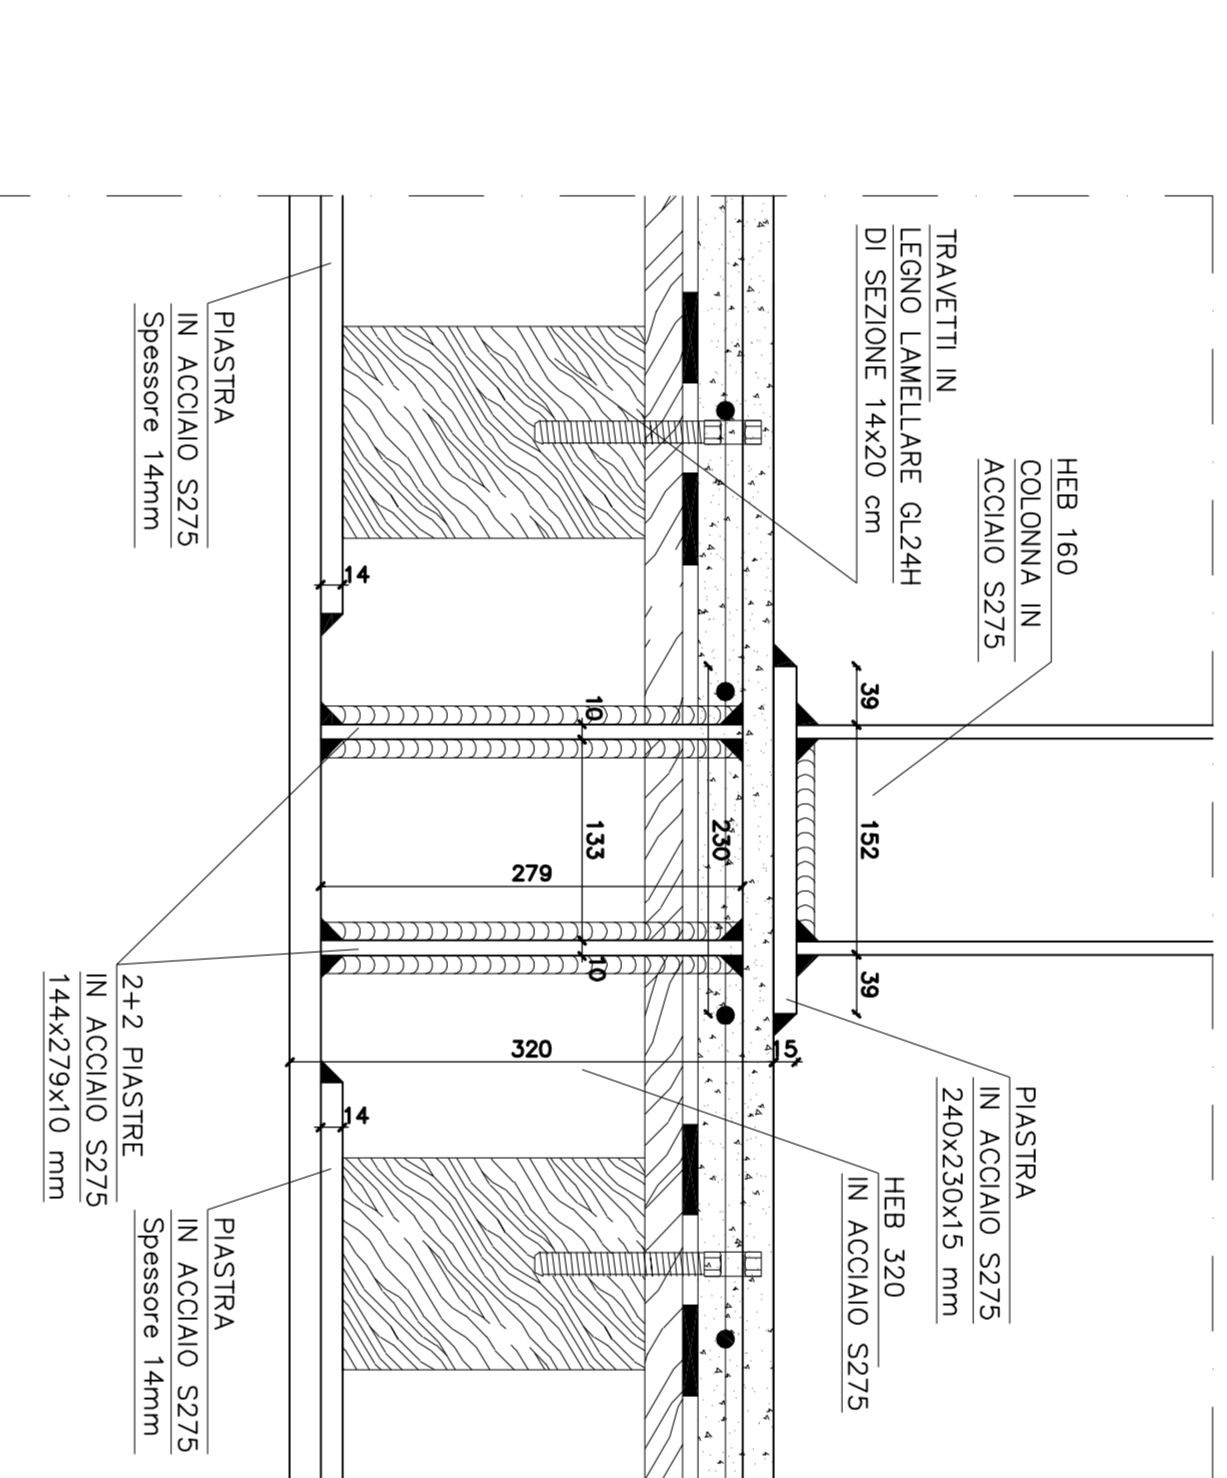 TRAVETTI IN
LEGNO LAMELLARE GL24H
DI SEZIONE 14x20 cm
HEB 160
COLONNA IN
ACCIAIO S275
PIASTRA
IN ACCIAIO S275
Spessore 14mm
14
39
152
39
10
133
10
230
279
320
15
14
PIASTRA
IN ACCIAIO S275
240x230x15 mm
HEB 320
IN ACCIAIO S275
2+2 PIASTRE
IN ACCIAIO S275
144x279x10 mm
PIASTRA
IN ACCIAIO S275
Spessore 14mm